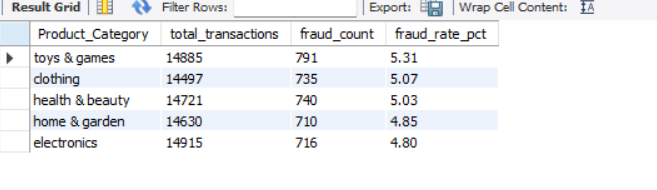 Result Grid Filter Rows: Export: Wrap Cell Content: IA
Product_Category total_transactions fraud_count fraud_rate_pct
toys & games 14885 791 5.31
clothing 14497 735 5.07
health & beauty 14721 740 5.03
home & garden 14630 710 4.85
electronics 14915 716 4.80